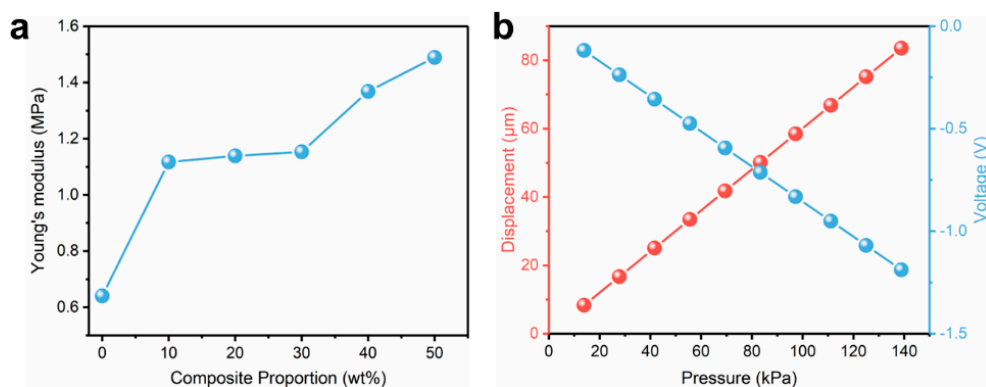 a
Young's modulus (MPa)
1.6
1.4
1.2
1.0
0.8
0.6
0 10 20 30 40 50
Composite Proportion (wt%)
b
Displacement (μm)
80
60
40
20
0
0 20 40 60 80 100 120 140
Pressure (kPa)
0.0
-0.5
-1.0
-1.5
Voltage (V)